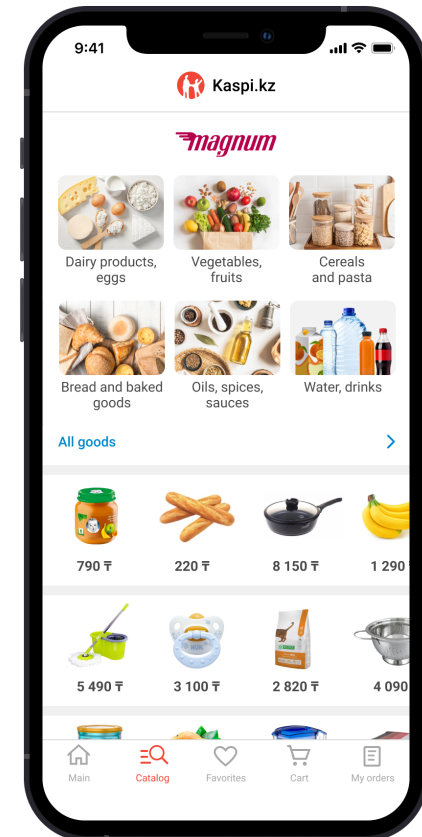 9:41
Kaspi.kz
magnum
Dairy products,
eggs
Vegetables,
fruits
Cereals
and pasta
Bread and baked
goods
Oils, spices,
sauces
Water, drinks
All goods
790 ₸
220 ₸
8 150 ₸
1 290
5 490 ₸
3 100 ₸
2 820 ₸
4 090
Main
Catalog
Favorites
Cart
My orders